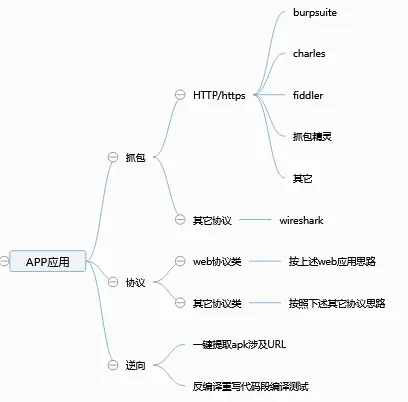 APP应用
抓包
HTTP/https
burpsuite
charles
fiddler
抓包精灵
其它
其它协议
wireshark
协议
web协议类
按上述web应用思路
其它协议类
按照下述其它协议思路
逆向
一键提取apk涉及URL
反编译重写代码段编译测试